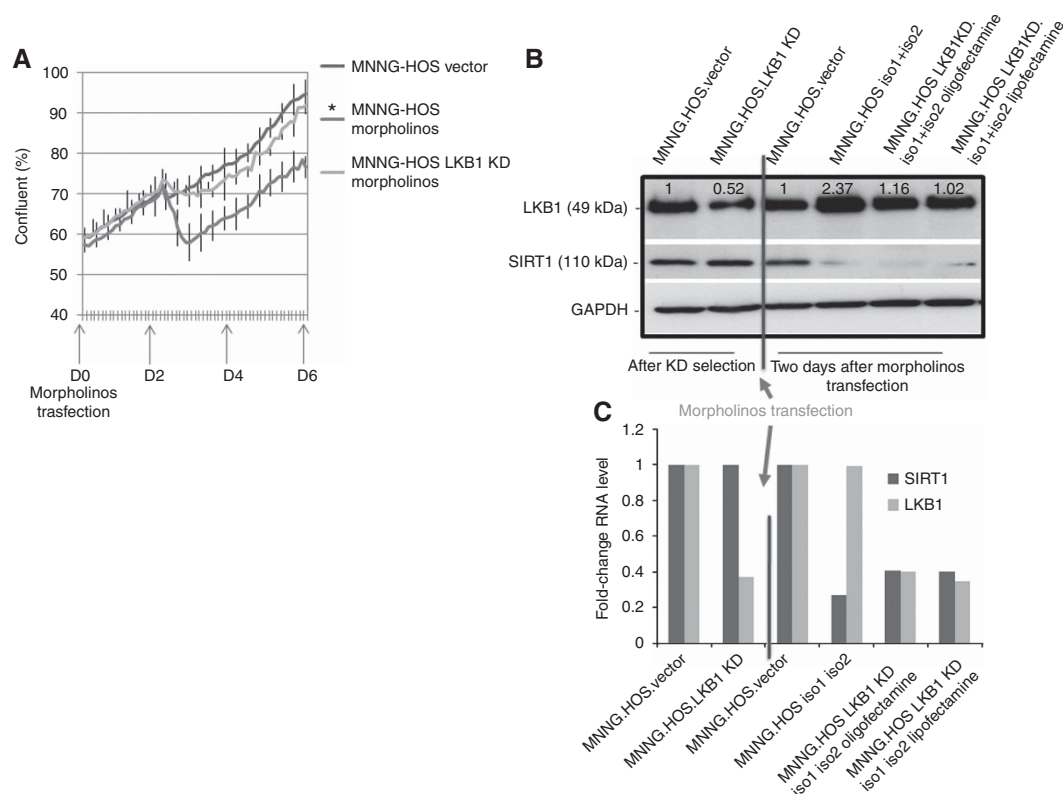 A
100
90
80
70
60
50
40
Confluent (%)
D0
D2
D4
D6
Morpholinos
trasfection
MNNG-HOS vector
*
MNNG-HOS
morpholinos
MNNG-HOS LKB1 KD
morpholinos
B
MNNG.HOS.vector
MNNG.HOS.LKB1 KD
MNNG.HOS.vector
MNNG.HOS iso1+iso2
MNNG.HOS LKB1KD.
iso1+iso2 oligofectamine
MNNG.HOS LKB1KD.
iso1+iso2 lipofectamine
1 0.52 1 2.37 1.16 1.02
LKB1 (49 kDa)
SIRT1 (110 kDa)
GAPDH
After KD selection
Two days after morpholinos
transfection
Morpholinos transfection
C
1.2
1
0.8
0.6
0.4
0.2
0
Fold-change RNA level
SIRT1
LKB1
MNNG.HOS.vector
MNNG.HOS.LKB1 KD
MNNG.HOS.vector
MNNG.HOS iso1 iso2
MNNG.HOS LKB1 KD
iso1 iso2 oligofectamine
MNNG.HOS LKB1 KD
iso1 iso2 lipofectamine